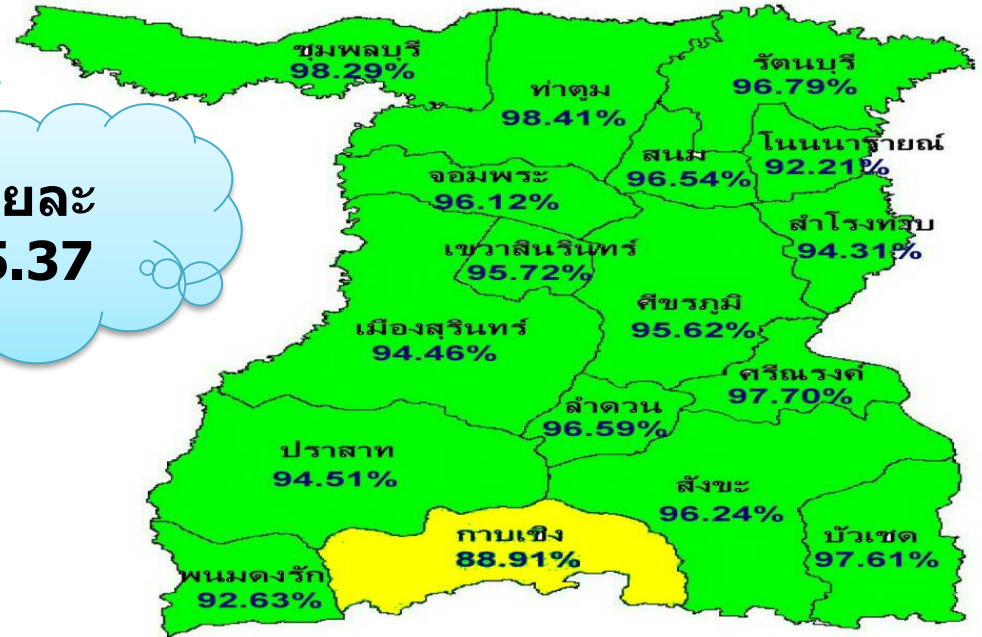 ชุมพลบุรี
98.29%
ท่าตูม
98.41%
รัตนบุรี
96.79%
สนม
96.54%
โนนนารายณ์
92.21%
จอมพระ
96.12%
สำโรงทาบ
94.31%
เขวาสินรินทร์
95.72%
ศีขรภูมิ
95.62%
เมืองสุรินทร์
94.46%
ศรีณรงค์
97.70%
ลำดวน
96.59%
ปราสาท
94.51%
สังขะ
96.24%
บัวเชด
97.61%
กาบเชิง
88.91%
พนมดงรัก
92.63%